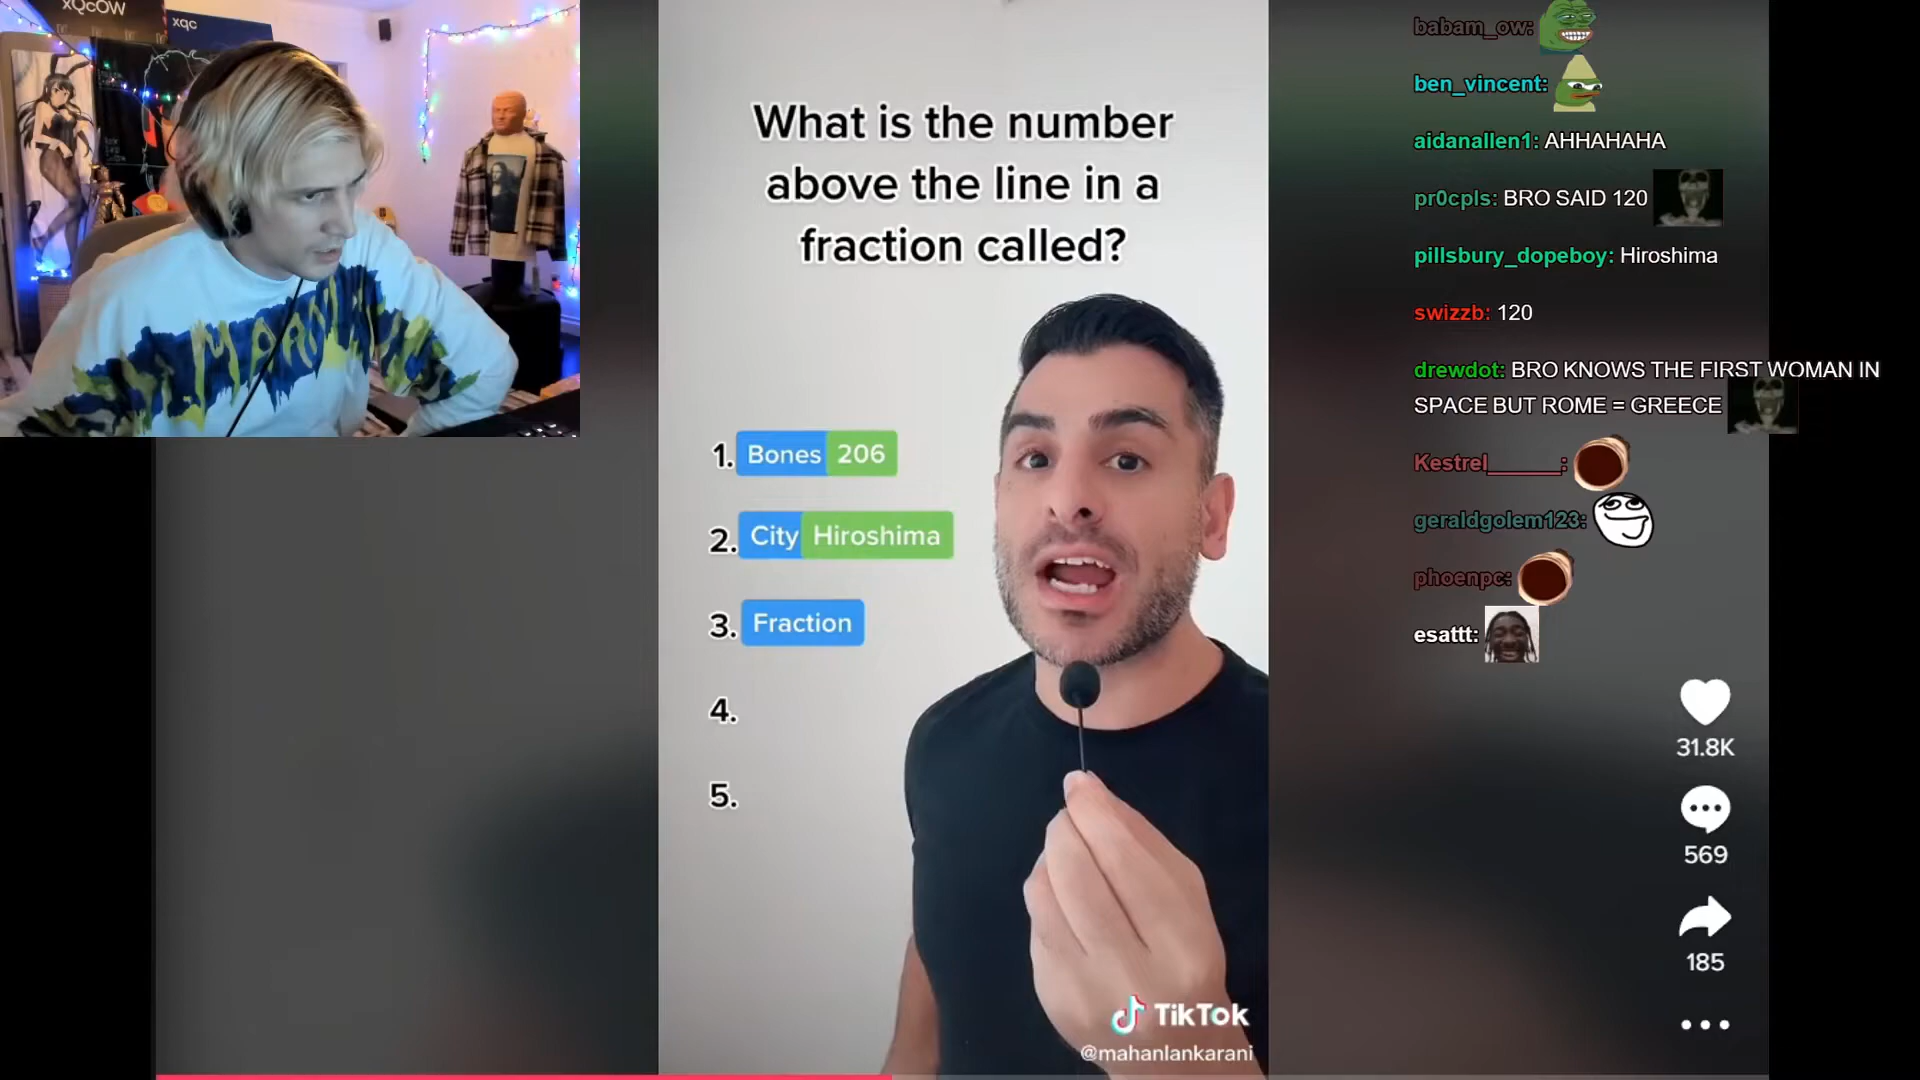 xQcOW
xqc
What is the number
above the line in a
fraction called?
1. Bones 206
2. City Hiroshima
3. Fraction
4.
5.
TikTok
@mahanlankarani
babam_ow:
ben_vincent:
aidanallen1: AHHAHAHA
pr0cpls: BRO SAID 120
pillsbury_dopeboy: Hiroshima
swizzb: 120
drewdot: BRO KNOWS THE FIRST WOMAN IN
SPACE BUT ROME = GREECE
Kestrel______:
geraldgolem123:
phoenpc:
esattt:
31.8K
569
185